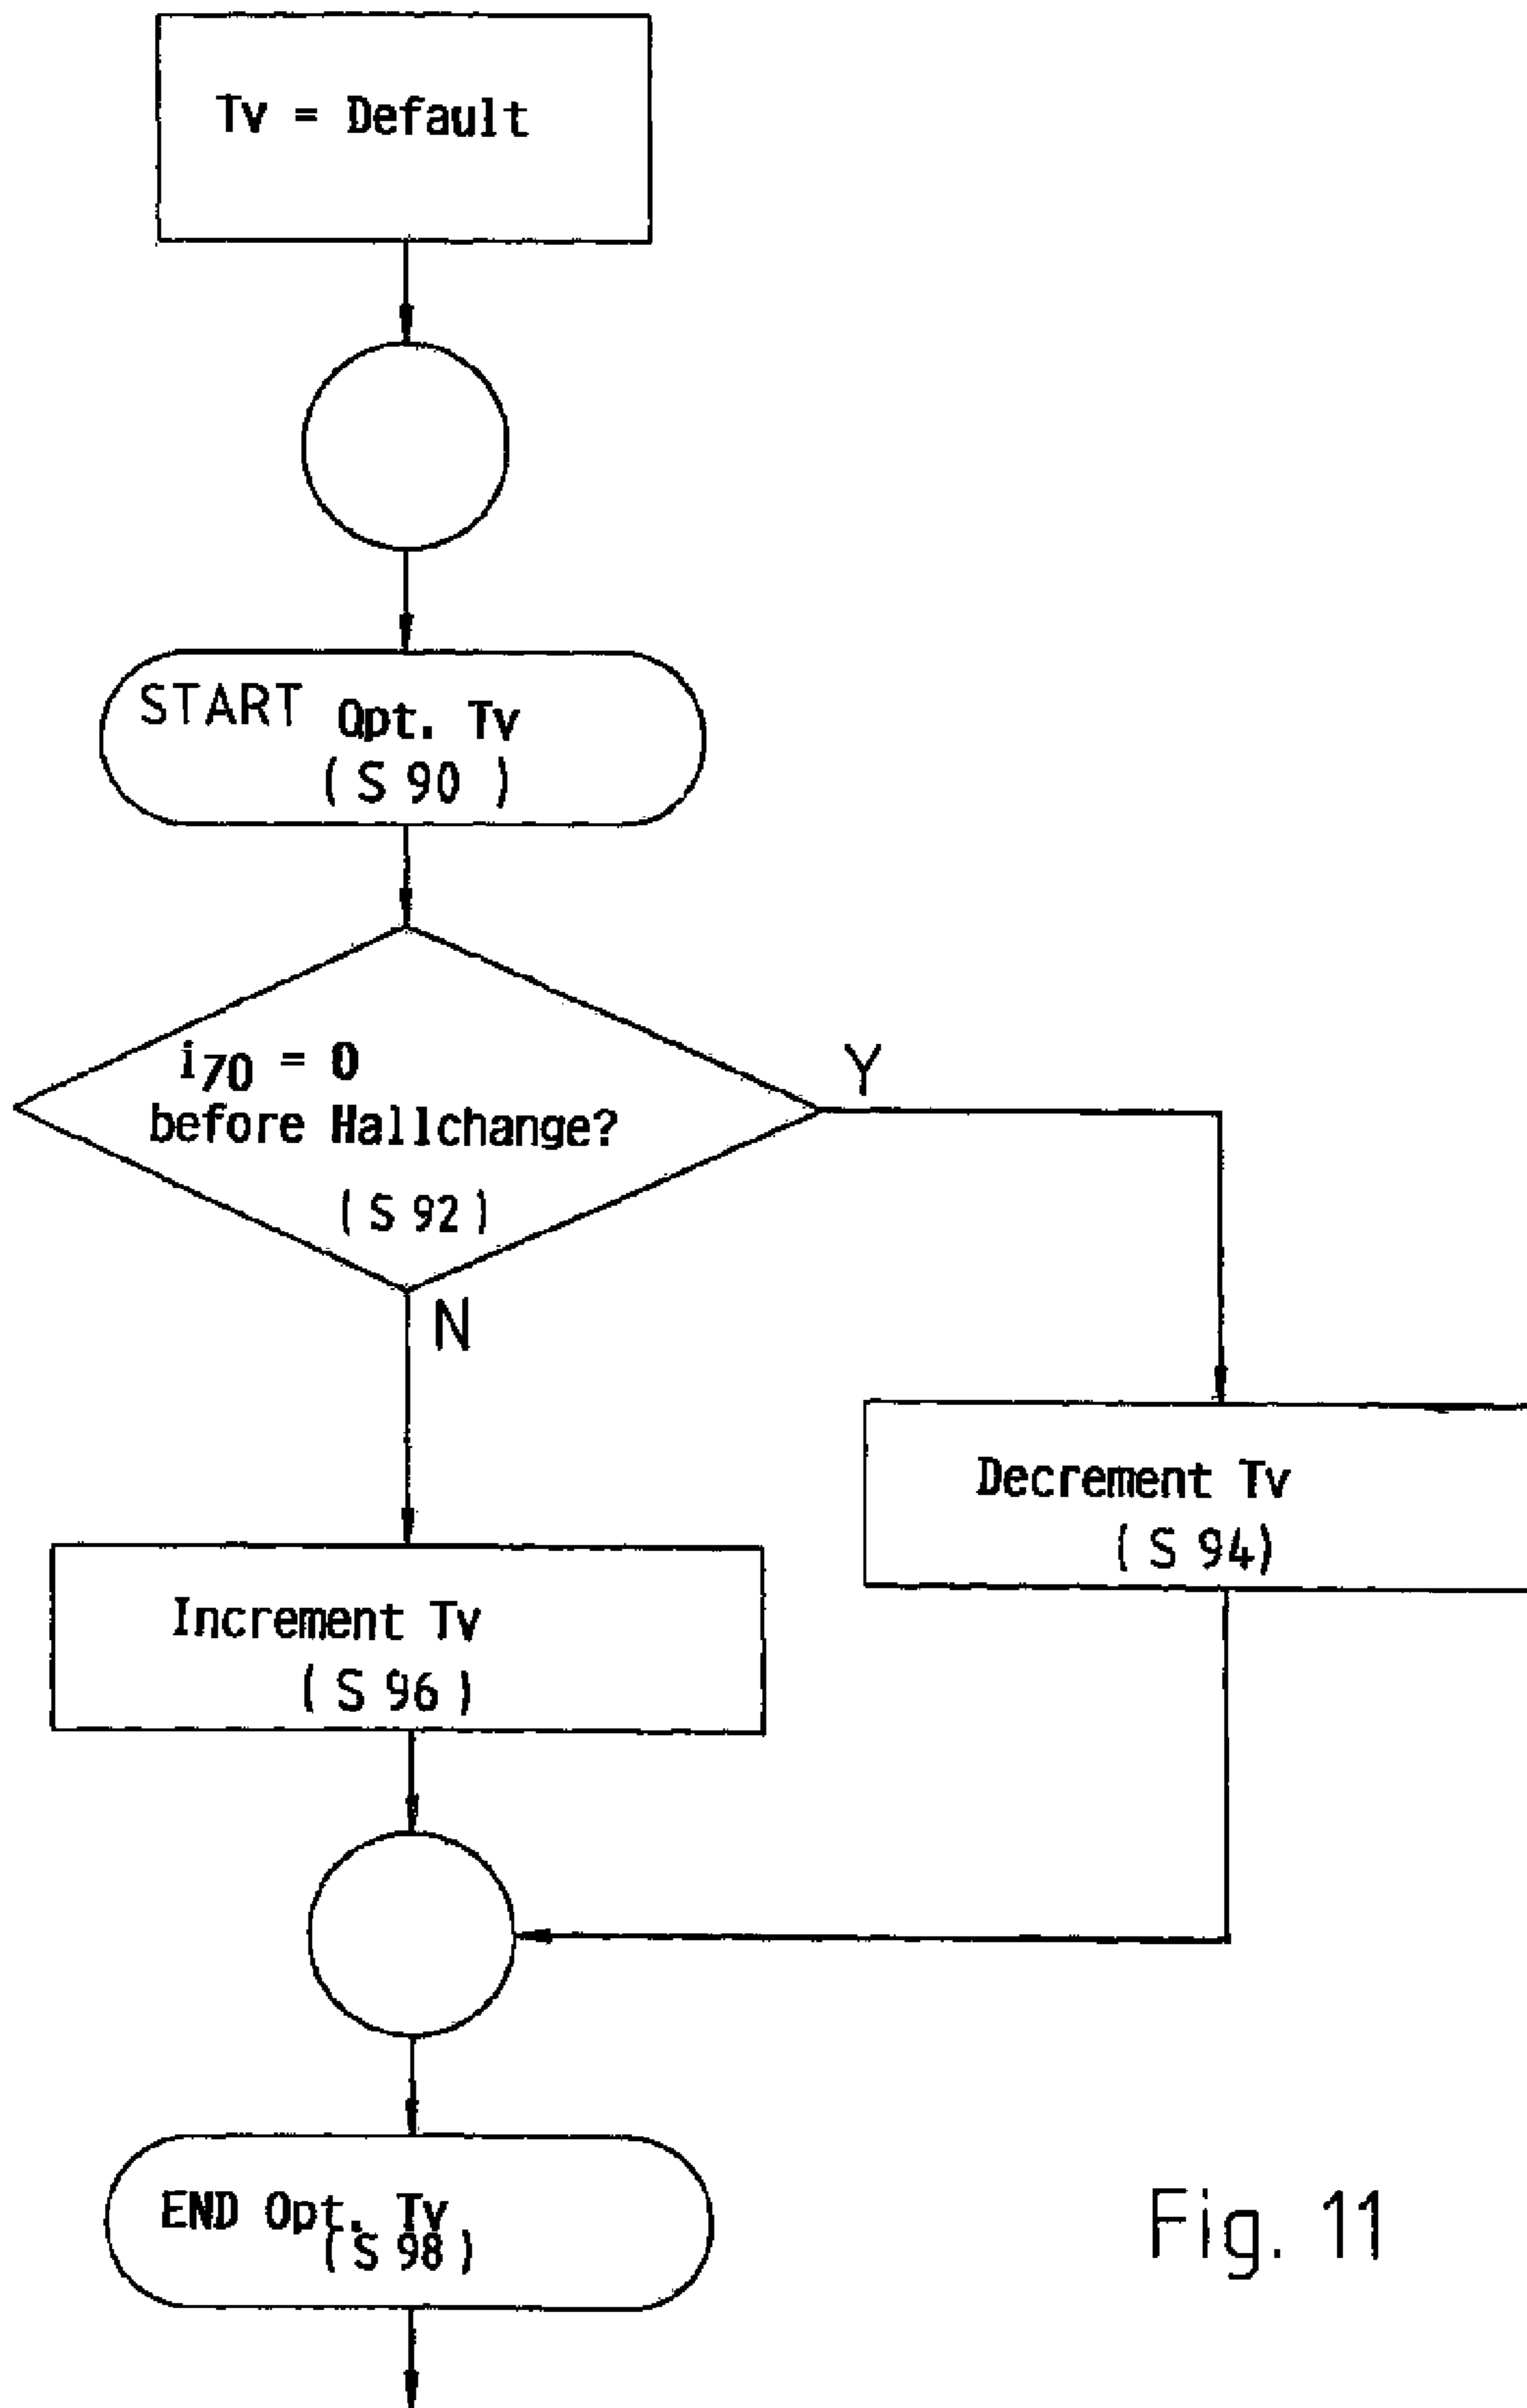 Tv = Default
START Opt. Tv
( S 90 )
i70 = 0
before Hallchange?
( S 92 )
Y
N
Decrement Tv
( S 94 )
Increment Tv
( S 96 )
END Opt. Tv
( S 98 )
Fig. 11